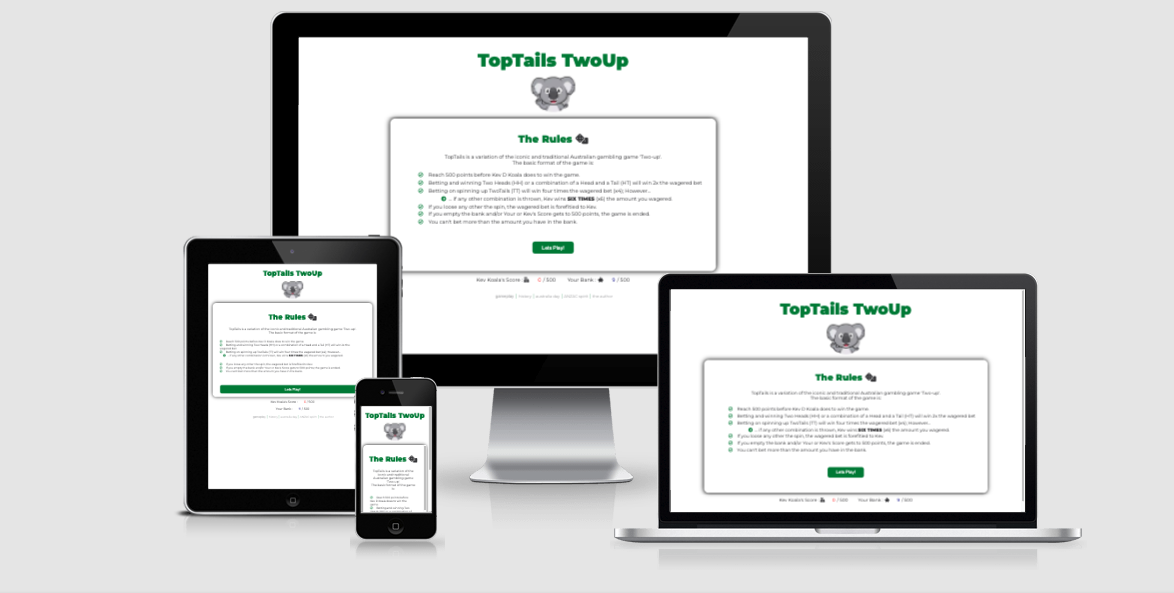 TopTails TwoUp
The Rules
TopTails is a variation of the iconic and traditional Australian gambling game 'Two-up'.
The basic format of the game is
Reach 500 points before Kev D Koala does to win the game.
Betting and winning Two Heads (HH) or a combination of a Head and a Tail (HT) will win 2x the wagered bet
Betting on spinning up TwoTails (TT) will win four times the wagered bet (x4); However...
... if any other combination is thrown, Kev wins SIX TIMES (x6) the amount you wagered.
If you loose any other the spin, the wagered bet is forefitted to Kev.
If you empty the bank and/or Your or Kev's Score gets to 500 points, the game is ended.
You can't bet more than the amount you have in the bank.
Lets Play!
Kev Koala's Score : / 500 Your Bank : / 500
TopTails TwoUp
The Rules
TopTails is a variation of the iconic and traditional Australian gambling game 'Two-up'.
The basic format of the game is
Lets Play!
Kev Koala's Score : / 500
Your Bank : / 500
TopTails TwoUp
The Rules
TopTails is a variation of the
iconic and traditional
Australian gambling game
'Two-up'.
The basic format of the game
is
TopTails TwoUp
The Rules
TopTails is a variation of the iconic and traditional Australian gambling game 'Two-up'.
The basic format of the game is
Reach 500 points before Kev D Koala does to win the game.
Betting and winning Two Heads (HH) or a combination of a Head and a Tail (HT) will win 2x the wagered bet
Betting on spinning up TwoTails (TT) will win four times the wagered bet (x4); However...
... if any other combination is thrown, Kev wins SIX TIMES (x6) the amount you wagered.
If you loose any other the spin, the wagered bet is forefitted to Kev.
If you empty the bank and/or Your or Kev's Score gets to 500 points, the game is ended.
You can't bet more than the amount you have in the bank.
Lets Play!
Kev Koala's Score : / 500 Your Bank : / 500